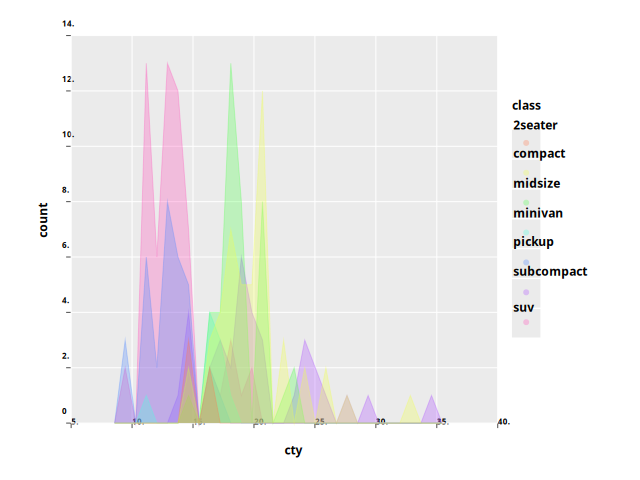 14.
12.
10.
8.
6.
4.
2.
0
5.
10.
15.
20.
25.
30.
35.
40.
count
cty
class
2seater
compact
midsize
minivan
pickup
subcompact
suv